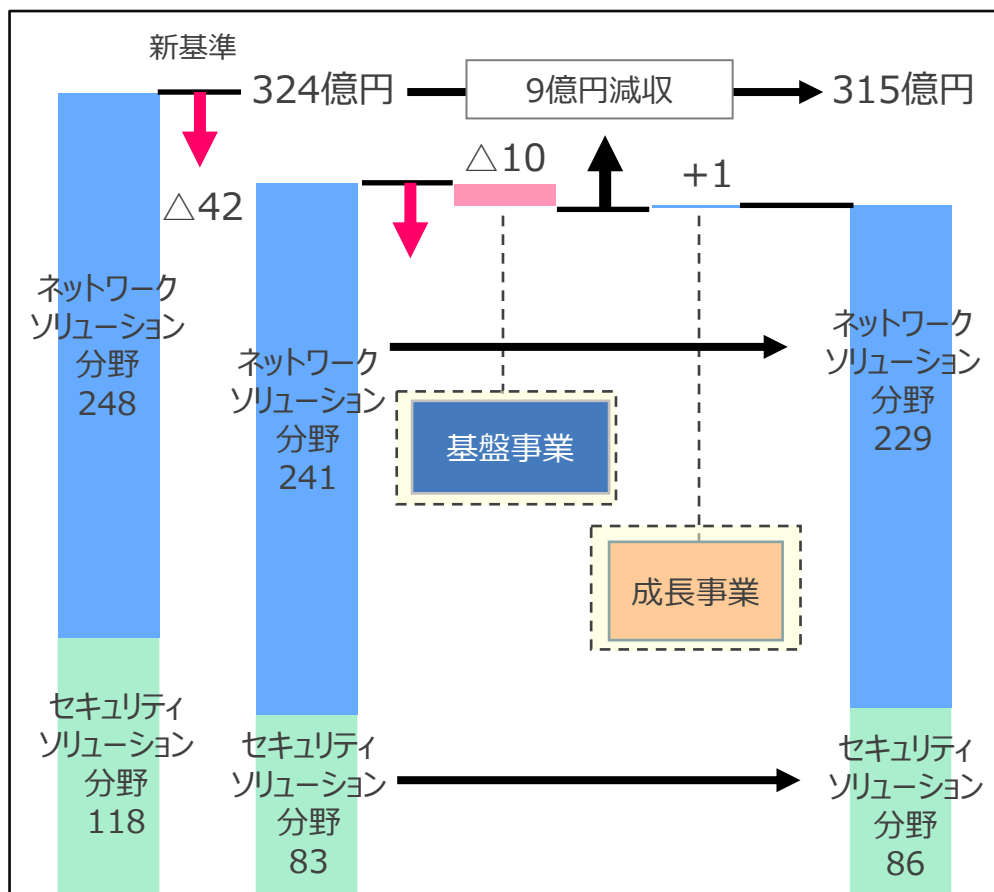 新基準
324億円
9億円減収
315億円
△10
+1
△42
ネットワーク
ソリューション
分野
248
ネットワーク
ソリューション
分野
241
ネットワーク
ソリューション
分野
229
基盤事業
成長事業
セキュリティ
ソリューション
分野
118
セキュリティ
ソリューション
分野
83
セキュリティ
ソリューション
分野
86